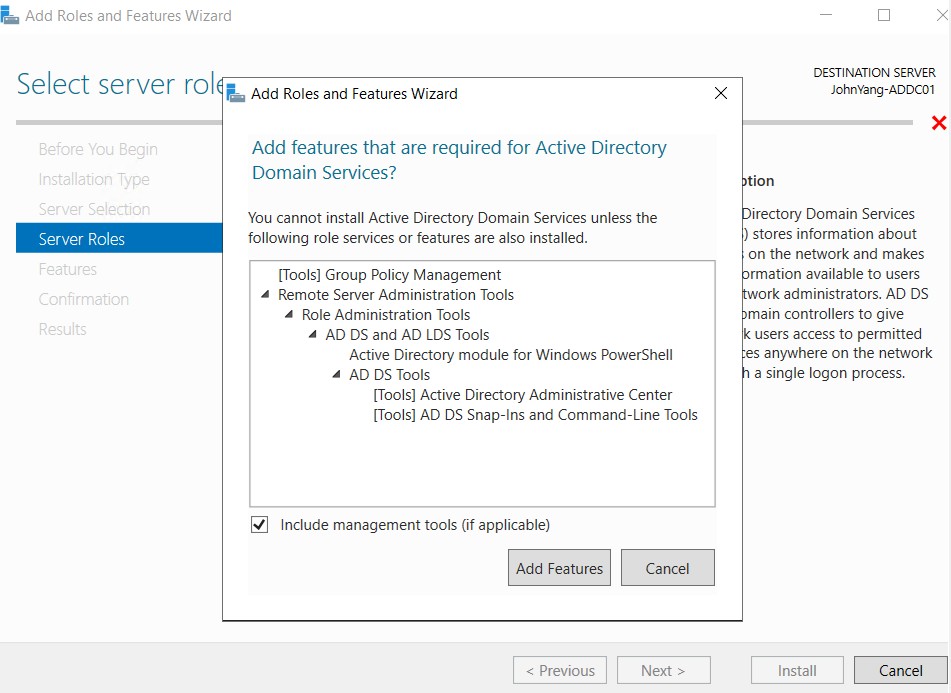 Add Roles and Features Wizard
Select server role
DESTINATION SERVER
JohnYang-ADDC01
Before You Begin
Installation Type
Server Selection
Server Roles
Features
Confirmation
Results
Add Roles and Features Wizard
Add features that are required for Active Directory
Domain Services?
You cannot install Active Directory Domain Services unless the
following role services or features are also installed.
[Tools] Group Policy Management
Remote Server Administration Tools
Role Administration Tools
AD DS and AD LDS Tools
Active Directory module for Windows PowerShell
AD DS Tools
[Tools] Active Directory Administrative Center
[Tools] AD DS Snap-Ins and Command-Line Tools
Include management tools (if applicable)
Add Features
Cancel
ption
Directory Domain Services
) stores information about
on the network and makes
ormation available to users
twork administrators. AD DS
omain controllers to give
k users access to permitted
ces anywhere on the network
h a single logon process.
< Previous
Next >
Install
Cancel